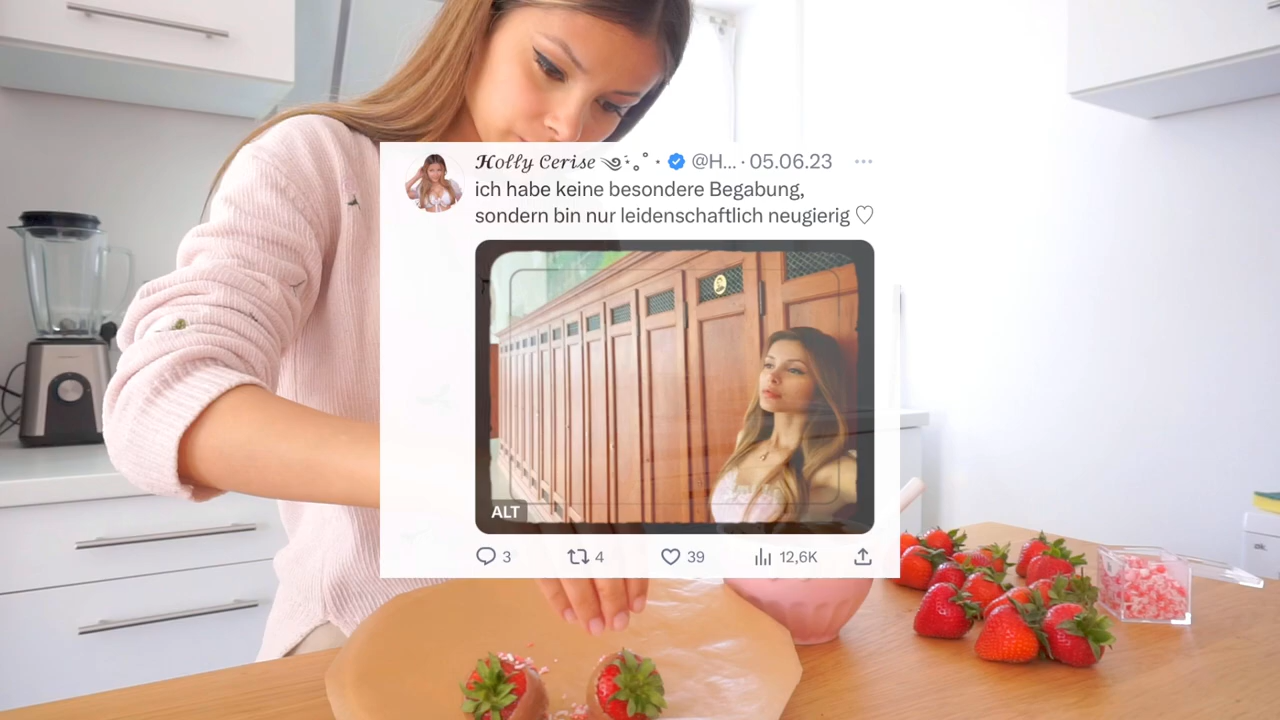 Holly Cerise ༄‧₊˚ · @H... · 05.06.23 ···
ich habe keine besondere Begabung,
sondern bin nur leidenschaftlich neugierig ♡
ALT
3 4 39 12,6K